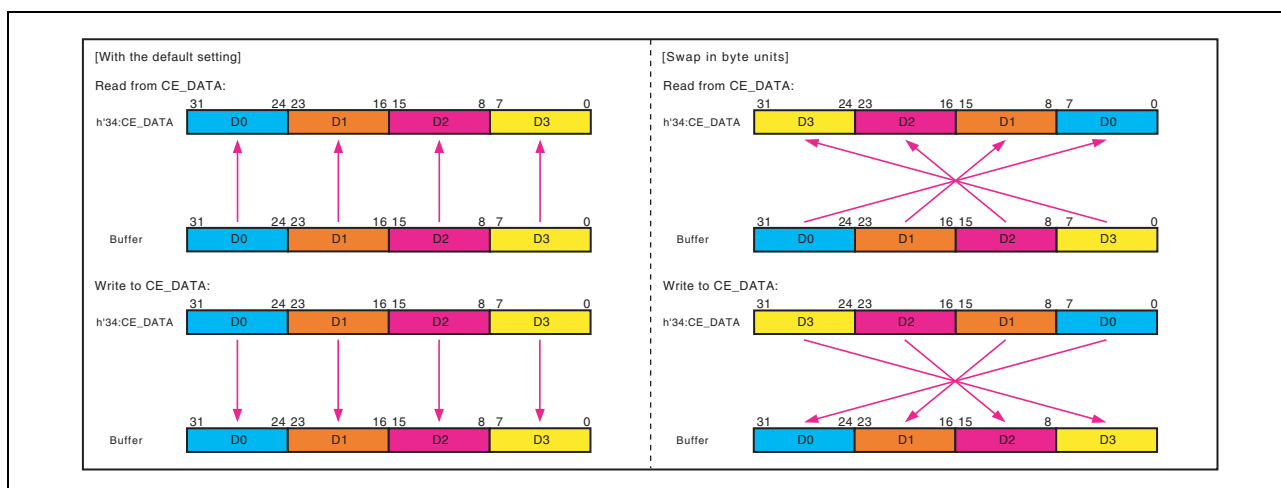 [With the default setting]
Read from CE_DATA:
31 24 23 16 15 8 7 0
h'34:CE_DATA D0 D1 D2 D3
31 24 23 16 15 8 7 0
Buffer D0 D1 D2 D3
Write to CE_DATA:
31 24 23 16 15 8 7 0
h'34:CE_DATA D0 D1 D2 D3
31 24 23 16 15 8 7 0
Buffer D0 D1 D2 D3
[Swap in byte units]
Read from CE_DATA:
31 24 23 16 15 8 7 0
h'34:CE_DATA D3 D2 D1 D0
31 24 23 16 15 8 7 0
Buffer D0 D1 D2 D3
Write to CE_DATA:
31 24 23 16 15 8 7 0
h'34:CE_DATA D3 D2 D1 D0
31 24 23 16 15 8
Buffer D0 D1 D2 D3